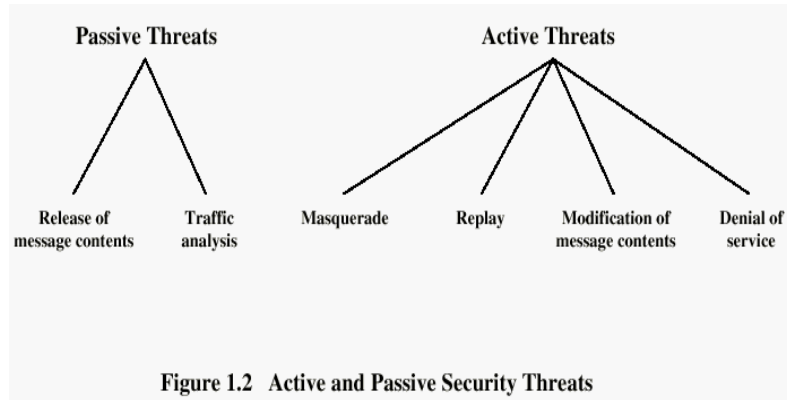 Passive Threats
Active Threats
Release of
message contents
Traffic
analysis
Masquerade
Replay
Modification of
message contents
Denial of
service
Figure 1.2 Active and Passive Security Threats